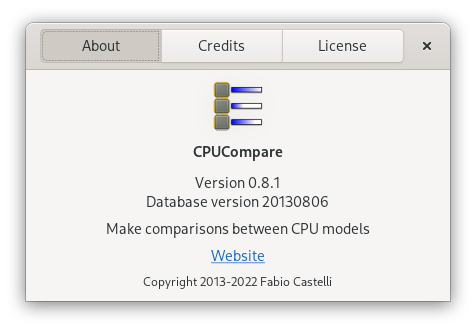 About Credits License
CPUCompare
Version 0.8.1
Database version 20130806
Make comparisons between CPU models
Website
Copyright 2013-2022 Fabio Castelli